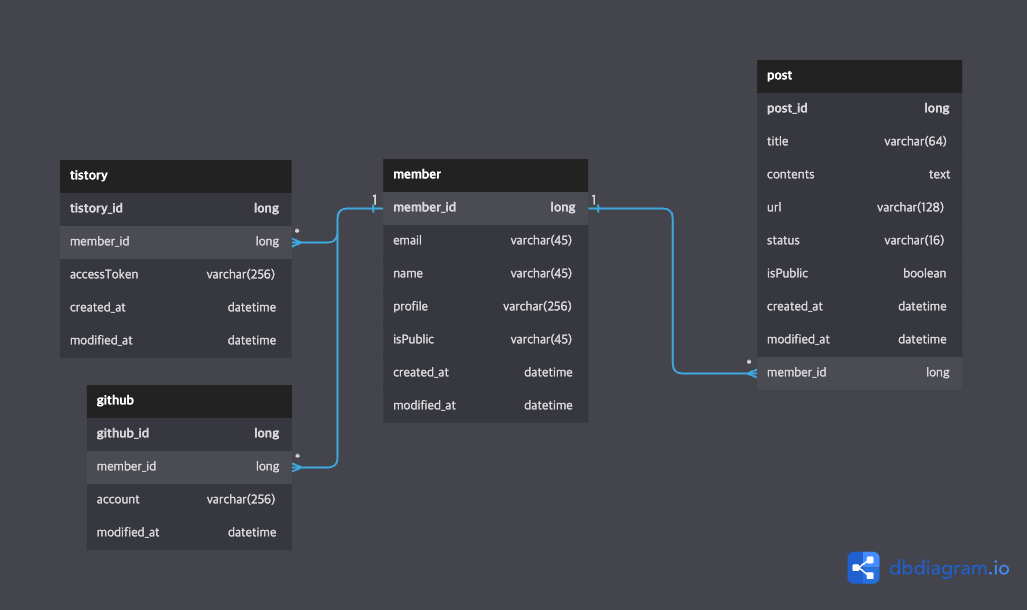 tistory
tistory_id long
member_id long
accessToken varchar(256)
created_at datetime
modified_at datetime
*
github
github_id long
member_id long
account varchar(256)
modified_at datetime
*
1
member
member_id long
email varchar(45)
name varchar(45)
profile varchar(256)
isPublic varchar(45)
created_at datetime
modified_at datetime
1
*
post
post_id long
title varchar(64)
contents text
url varchar(128)
status varchar(16)
isPublic boolean
created_at datetime
modified_at datetime
member_id long
dbdiagram.io